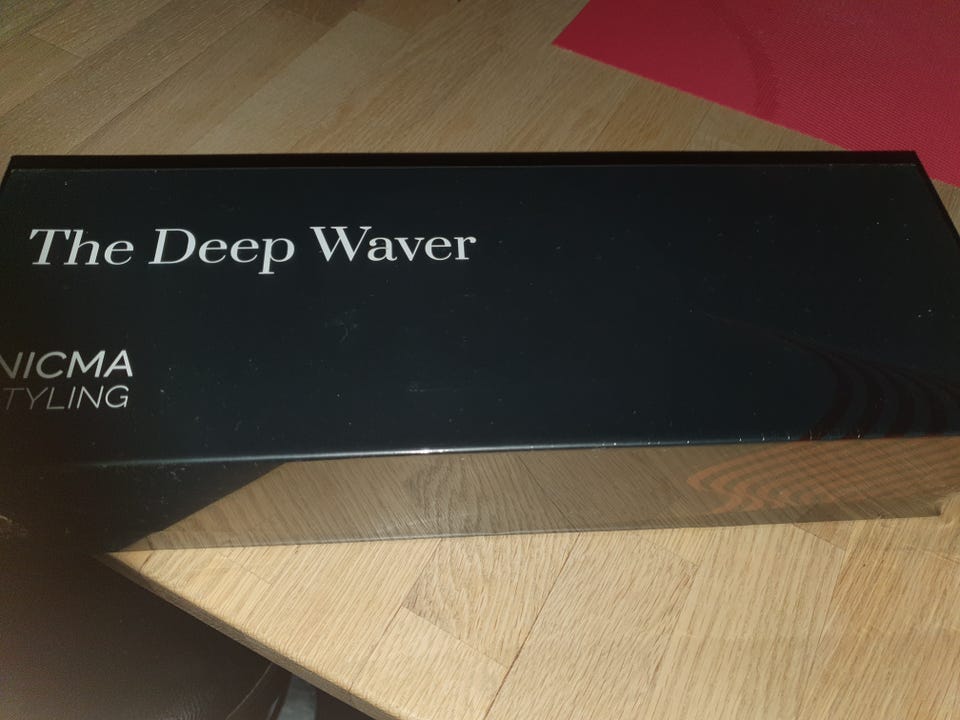 The Deep Waver
NICMA
TYLING